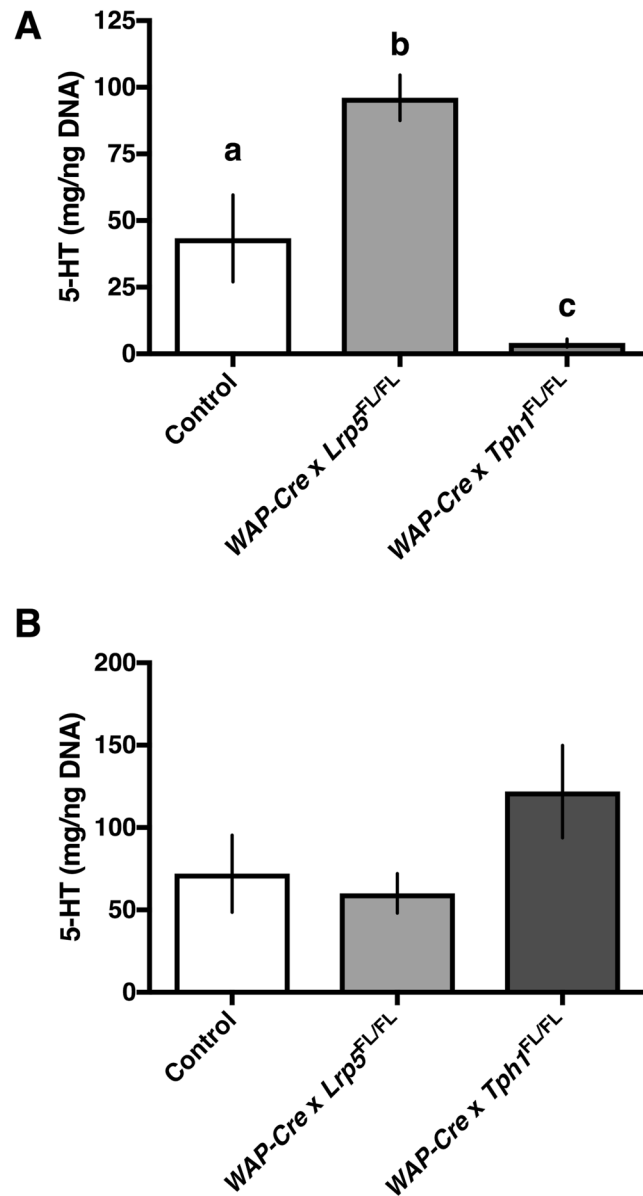 A
125
100
75
50
25
0
5-HT (mg/ng DNA)
a
b
c
Control
WAP-Cre x Lrp5FL/FL
WAP-Cre x Tph1FL/FL
B
200
150
100
50
0
5-HT (mg/ng DNA)
Control
WAP-Cre x Lrp5FL/FL
WAP-Cre x Tph1FL/FL